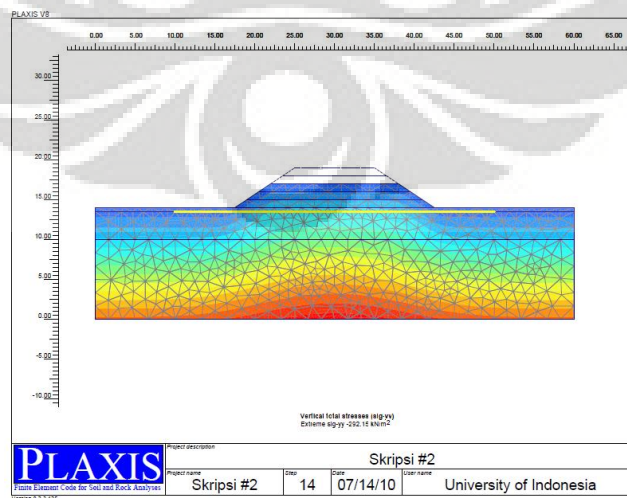 PLAXIS V8
0.00 5.00 10.00 15.00 20.00 25.00 30.00 35.00 40.00 45.00 50.00 55.00 60.00 65.00
30.00
25.00
20.00
15.00
10.00
5.00
0.00
-5.00
-10.00
Vertical total stresses (sig-yy)
Extreme sig-yy -292.15 kN/m2
PLAXIS
Finite Element Code for Soil and Rock Analyses
Project description
Skripsi #2
Project name
Skripsi #2
Step
14
Date
07/14/10
User name
University of Indonesia